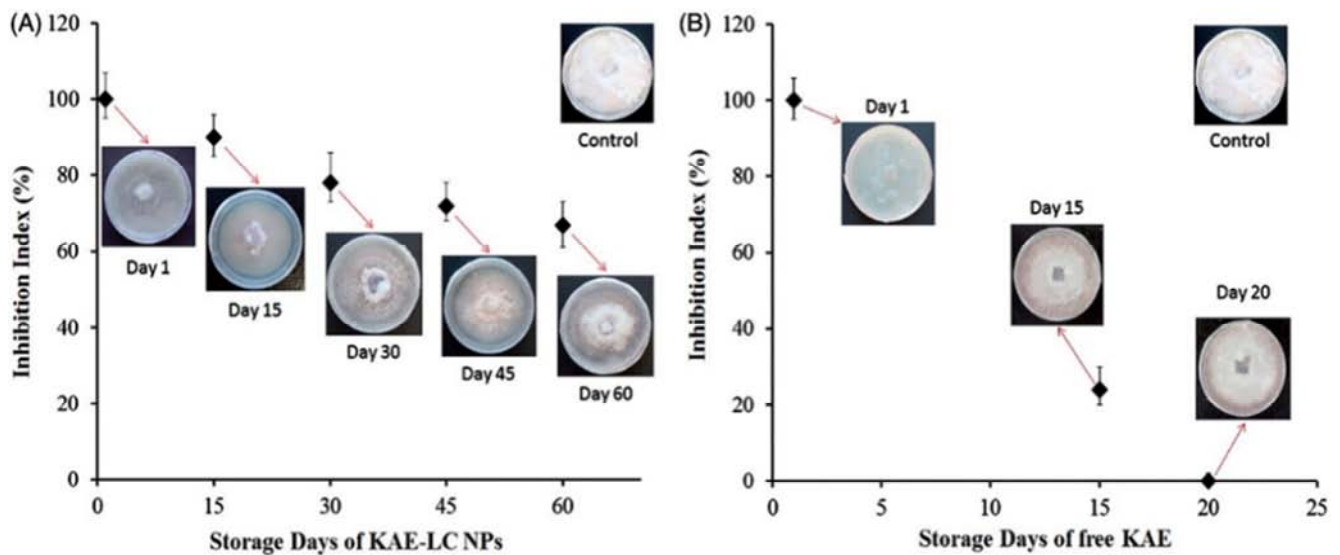 (A)
Inhibition Index (%)
120
100
80
60
40
20
0
Control
Day 1
Day 15
Day 30
Day 45
Day 60
0 15 30 45 60
Storage Days of KAE-LC NPs
(B)
Inhibition Index (%)
120
100
80
60
40
20
0
Day 1
Control
Day 15
Day 20
0 5 10 15 20 25
Storage Days of free KAE